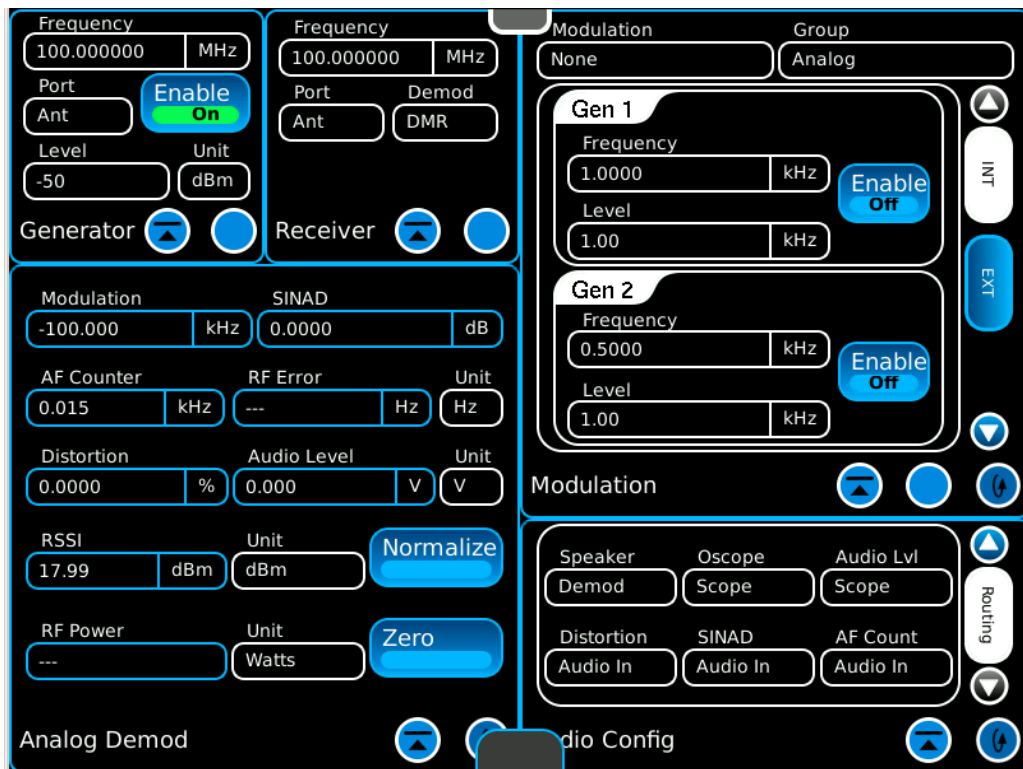 Frequency
100.000000 MHz
Port
Enable
Ant
On
Level Unit
-50 dBm
Generator
Frequency
100.000000 MHz
Port Demod
Ant DMR
Receiver
Modulation Group
None Analog
Gen 1
Frequency
1.0000 kHz
Enable
Off
Level
1.00 kHz
Gen 2
Frequency
0.5000 kHz
Enable
Off
Level
1.00 kHz
INT
EXT
Modulation
Modulation SINAD
-100.000 kHz 0.0000 dB
AF Counter RF Error Unit
0.015 kHz --- Hz Hz
Distortion Audio Level Unit
0.0000 % 0.000 V V
RSSI Unit
Normalize
17.99 dBm dBm
RF Power Unit
Zero
--- Watts
Analog Demod
Speaker Oscope Audio Lvl
Demod Scope Scope
Distortion SINAD AF Count
Audio In Audio In Audio In
Routing
dio Config